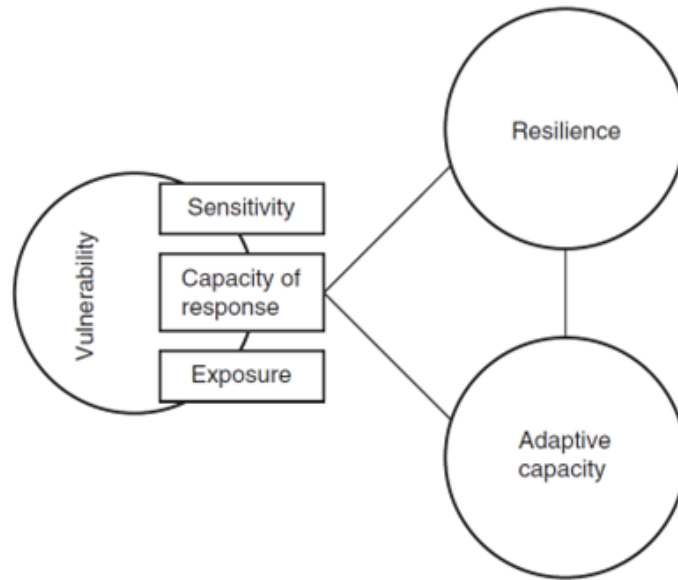 Vulnerability
Sensitivity
Capacity of
response
Exposure
Resilience
Adaptive
capacity